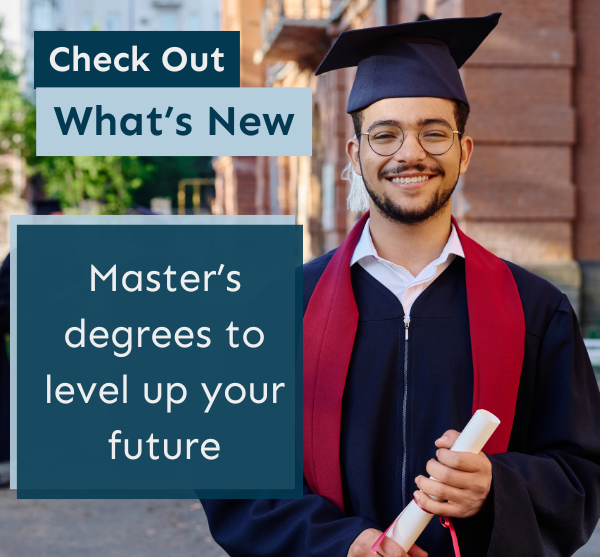 Check Out
What's New
Master's
degrees to
level up your
future